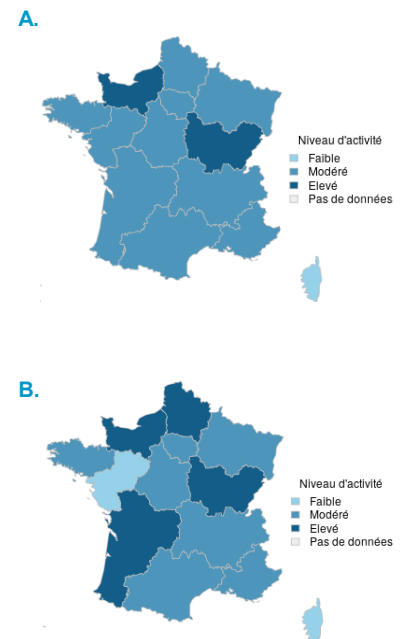 A.
Niveau d'activité
Faible
Modéré
Elevé
Pas de données
B.
Niveau d'activité
Faible
Modéré
Elevé
Pas de données